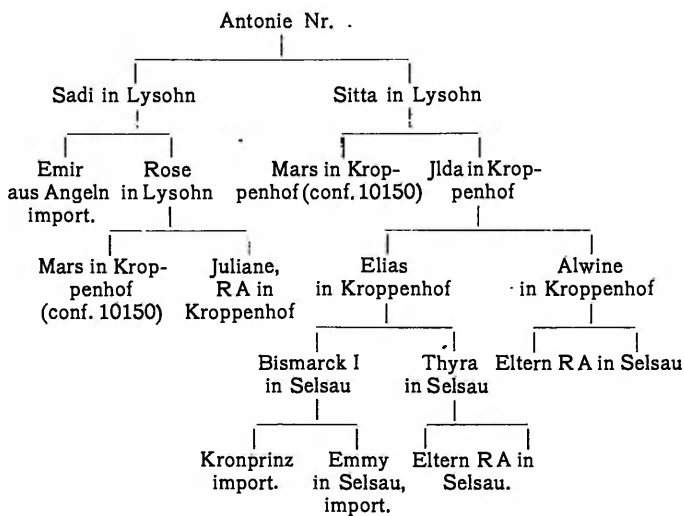 Antonie Nr. .
Sadi in Lysohn Sitta in Lysohn
Emir Rose Mars in Krop- Jlda in Krop-
aus Angeln in Lysohn penhof (conf. 10150) penhof
import.
Mars in Krop- Juliane, Elias Alwine
penhof RA in in Kroppenhof in Kroppenhof
(conf. 10150) Kroppenhof
Bismarck I Thyra Eltern RA in Selsau
in Selsau in Selsau
Kronprinz Emmy Eltern RA in
import. in Selsau, Selsau.
import.